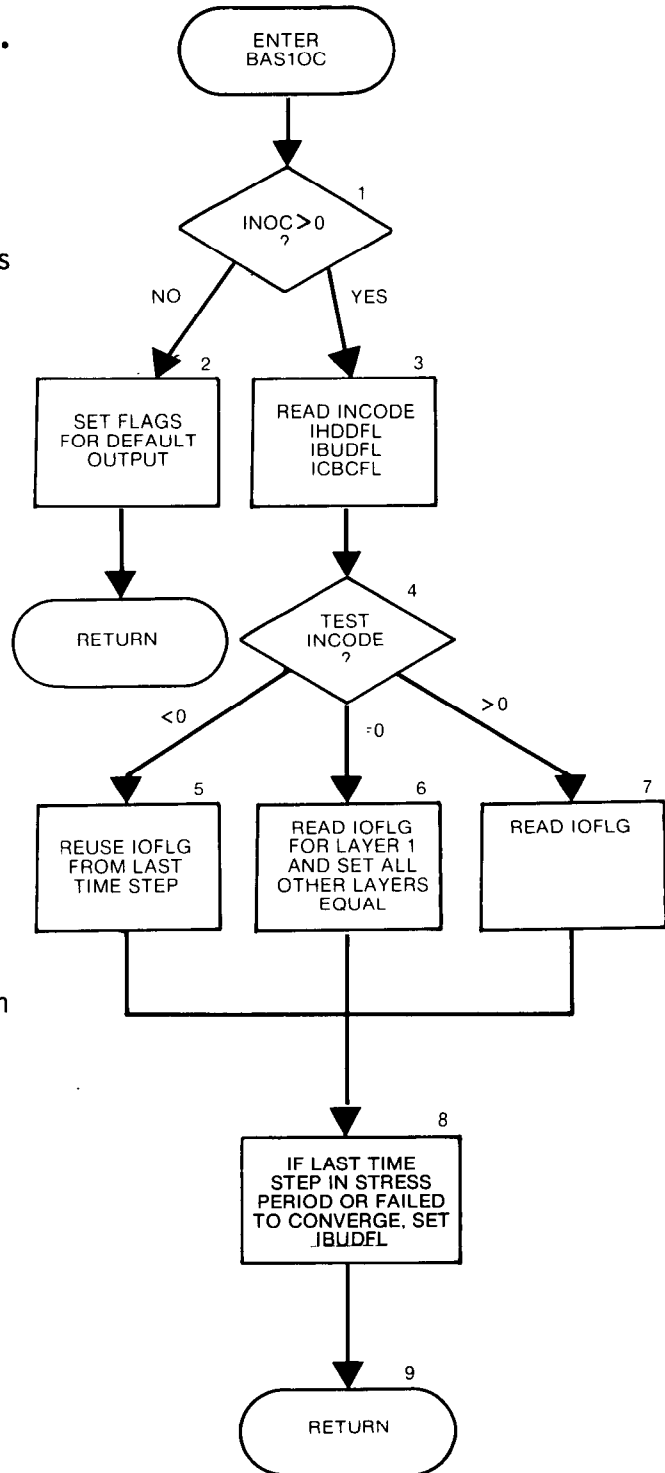 .
ENTER
BAS1OC
1
INOC>0
?
s
NO
YES
2
3
SET FLAGS
FOR DEFAULT
OUTPUT
READ INCODE
IHDDFL
IBUDFL
ICBCFL
4
RETURN
TEST
INCODE
?
<0
=0
>0
5
6
7
REUSE IOFLG
FROM LAST
TIME STEP
READ IOFLG
FOR LAYER 1
AND SET ALL
OTHER LAYERS
EQUAL
READ IOFLG
8
IF LAST TIME
STEP IN STRESS
PERIOD OR FAILED
TO CONVERGE, SET
IBUDFL
9
RETURN